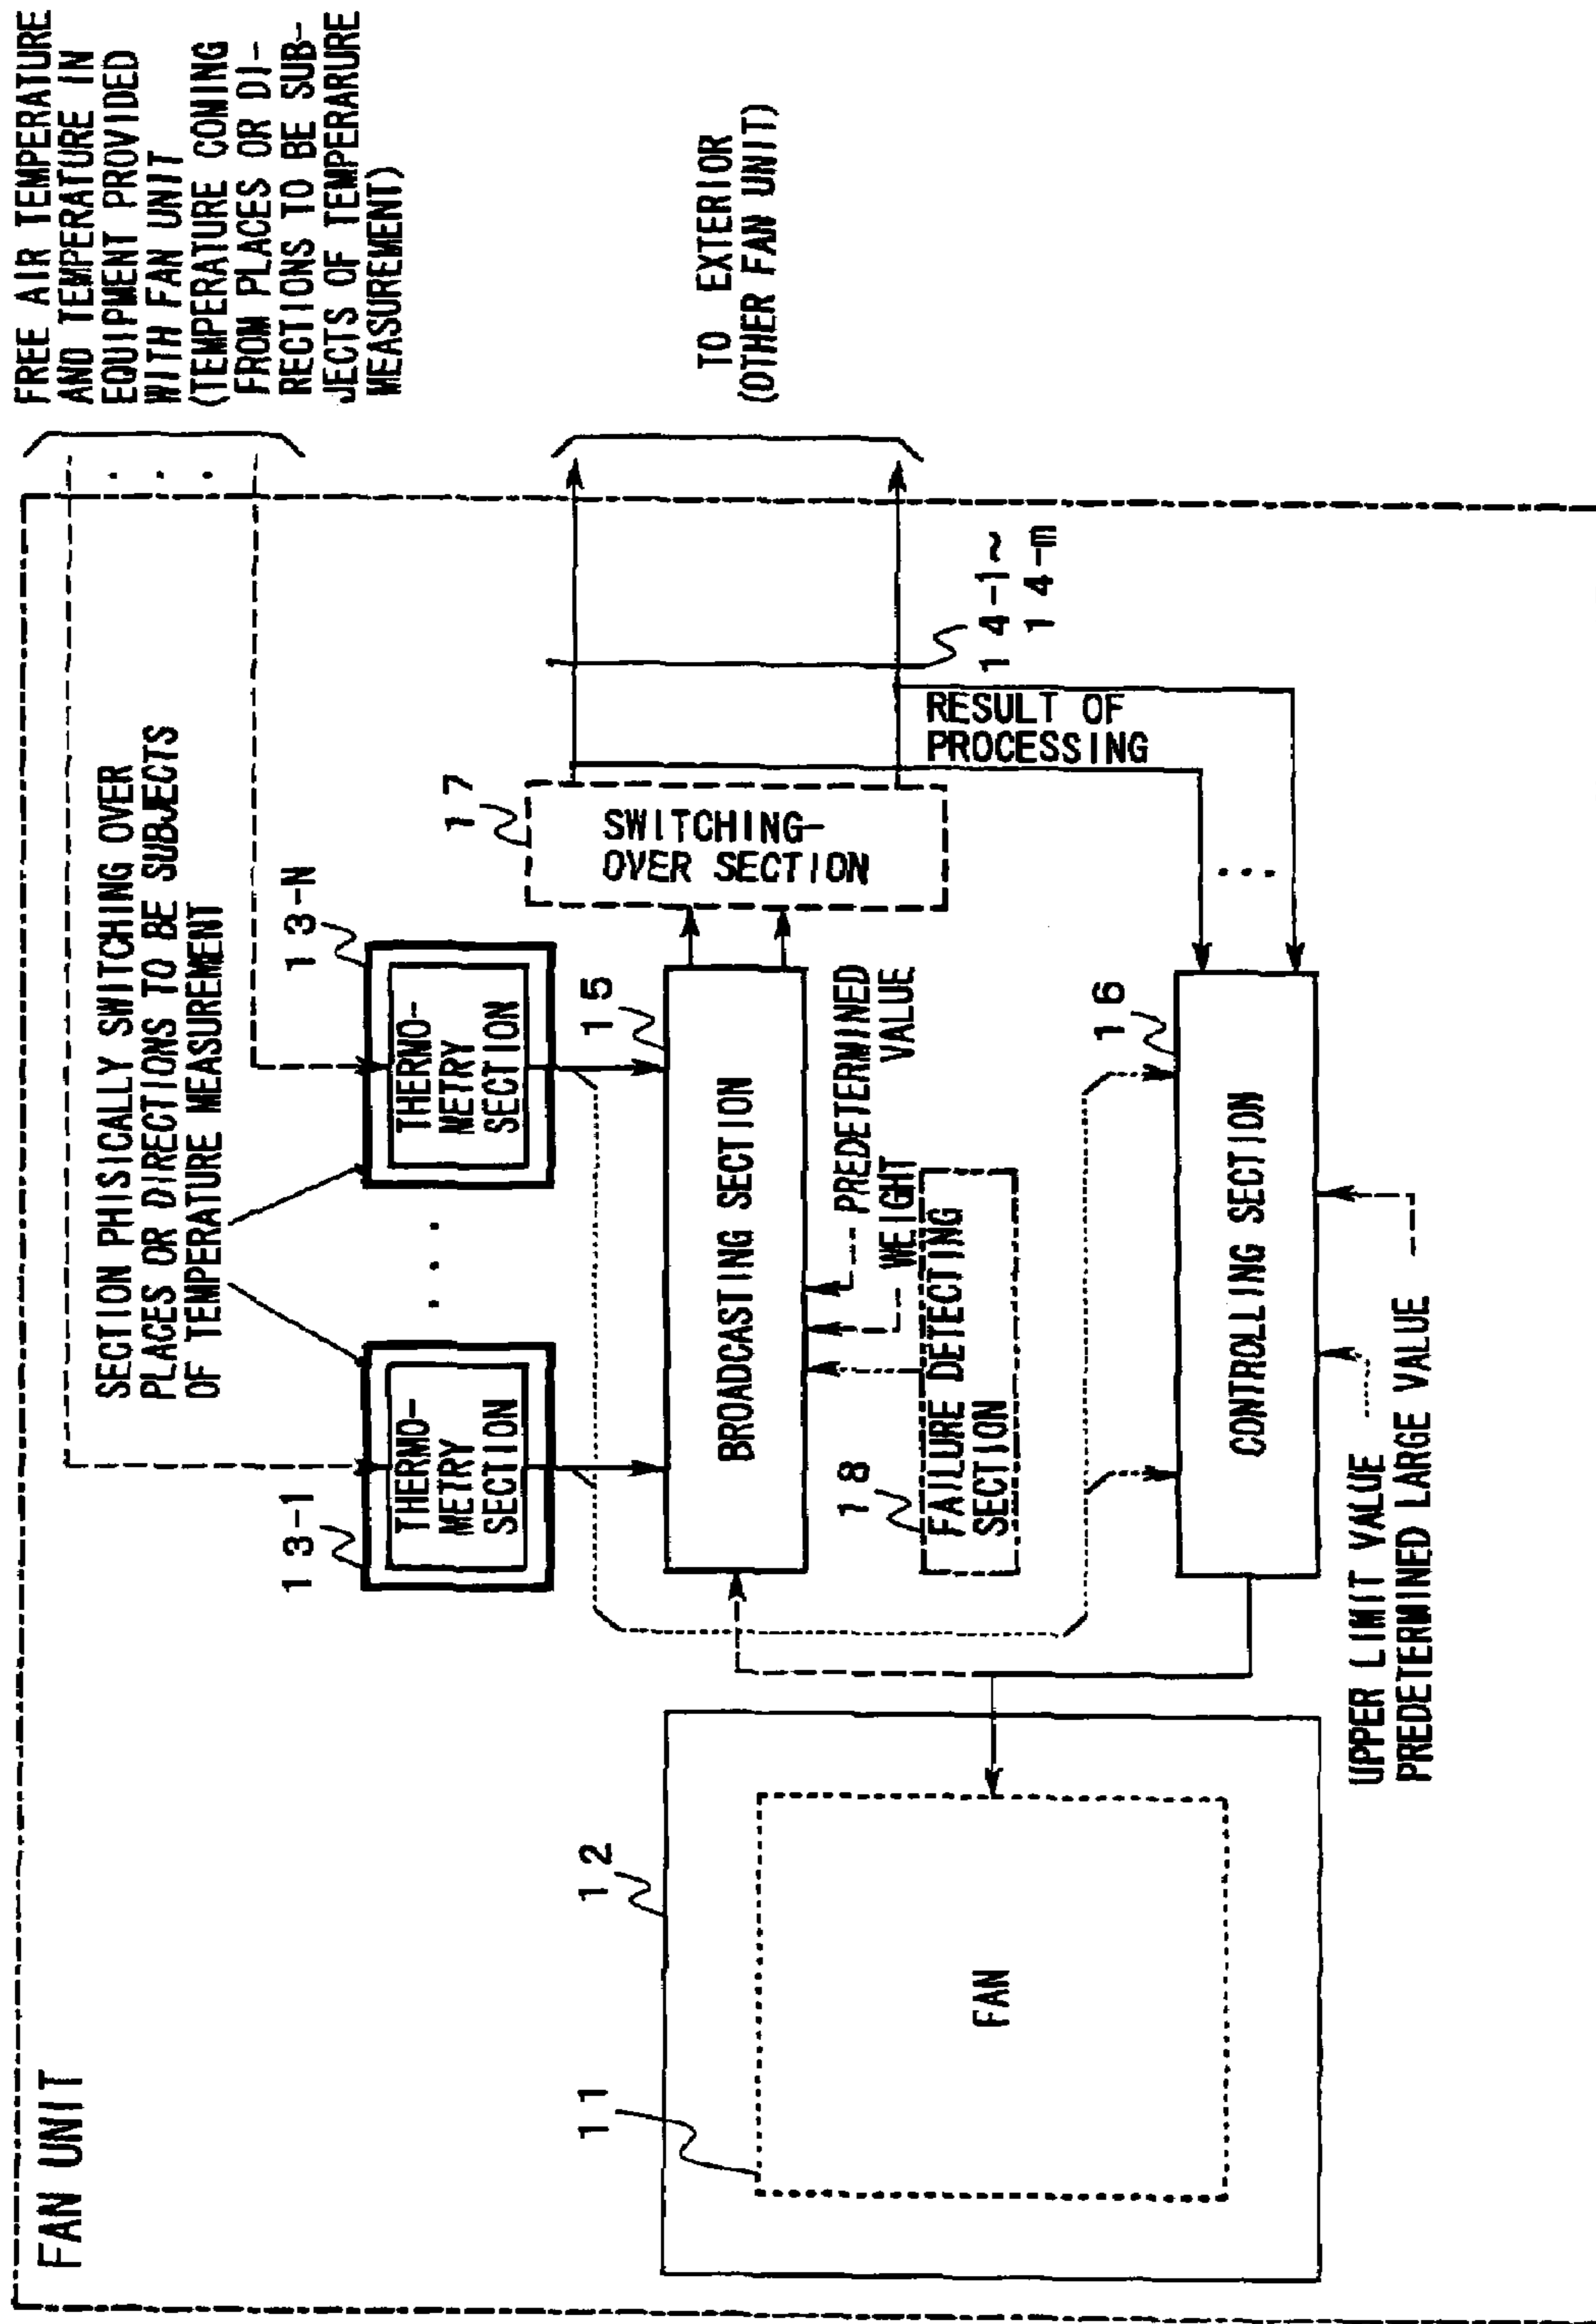 FAN UNIT
FREE AIR TEMPERATURE
AND TEMPERATURE IN
EQUIPMENT PROVIDED
WITH FAN UNIT
(TEMPERATURE COMING
FROM PLACES OR DI-
RECTIONS TO BE SUB-
JECTS OF TEMPERARURE
MEASUREMENT)
SECTION PHISICALLY SWITCHING OVER
PLACES OR DIRECTIONS TO BE SUBJECTS
OF TEMPERATURE MEASUREMENT
13-1
THERMO-
METRY
SECTION
...
13-N
THERMO-
METRY
SECTION
...
17
SWITCHING-
OVER SECTION
TO EXTERIOR
(OTHER FAN UNIT)
14-1~
14-m
RESULT OF
PROCESSING
...
15
BROADCASTING SECTION
PREDETERMINED
VALUE
WEIGHT
18
FAILURE DETECTING
SECTION
16
CONTROLLING SECTION
UPPER LIMIT VALUE
PREDETERMINED LARGE VALUE
12
11
FAN